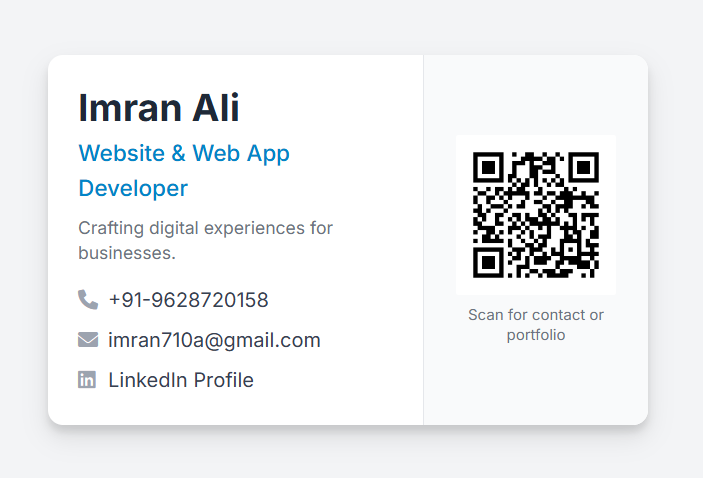 Imran Ali
Website & Web App
Developer
Crafting digital experiences for
businesses.
+91-9628720158
imran710a@gmail.com
LinkedIn Profile
Scan for contact or
portfolio